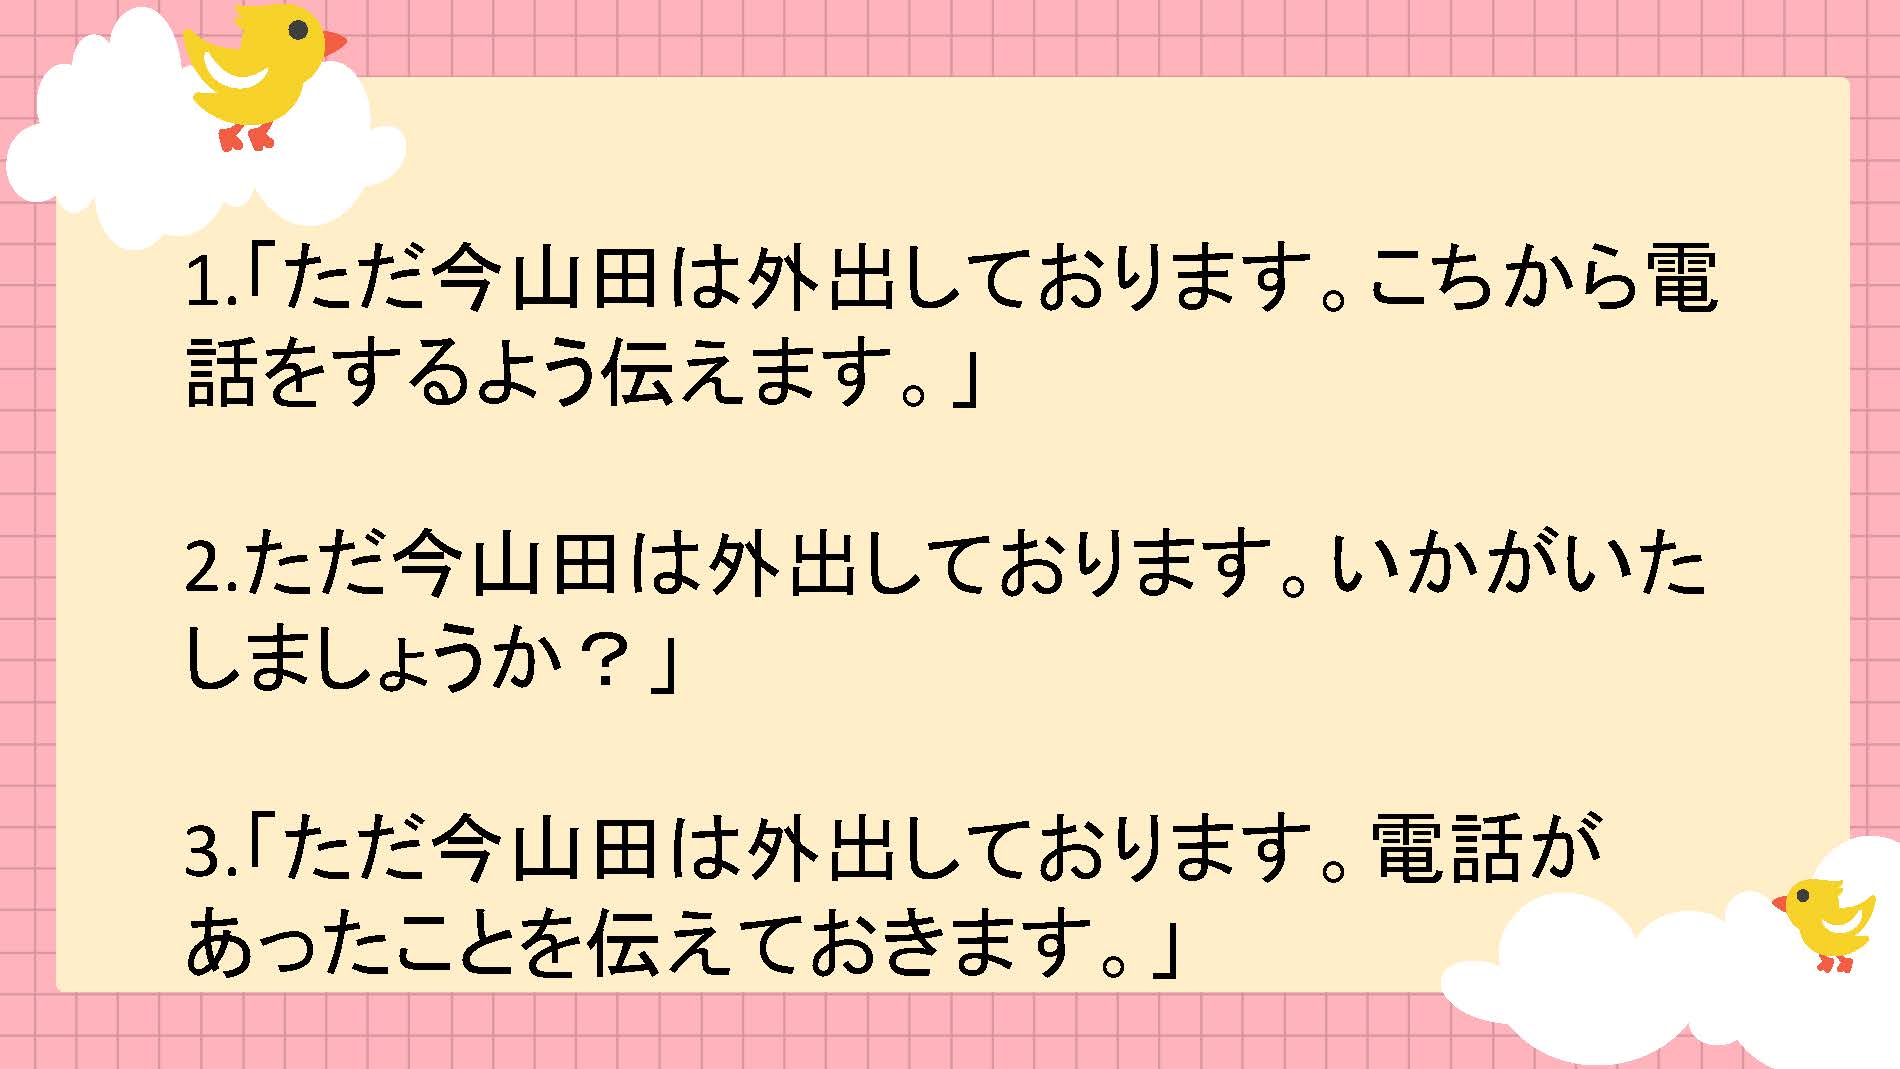 1.「ただ今山田は外出しております。こちから電
話をするよう伝えます。」
2.ただ今山田は外出しております。いかがいた
しましょうか？」
3.「ただ今山田は外出しております。電話が
あったことを伝えておきます。」